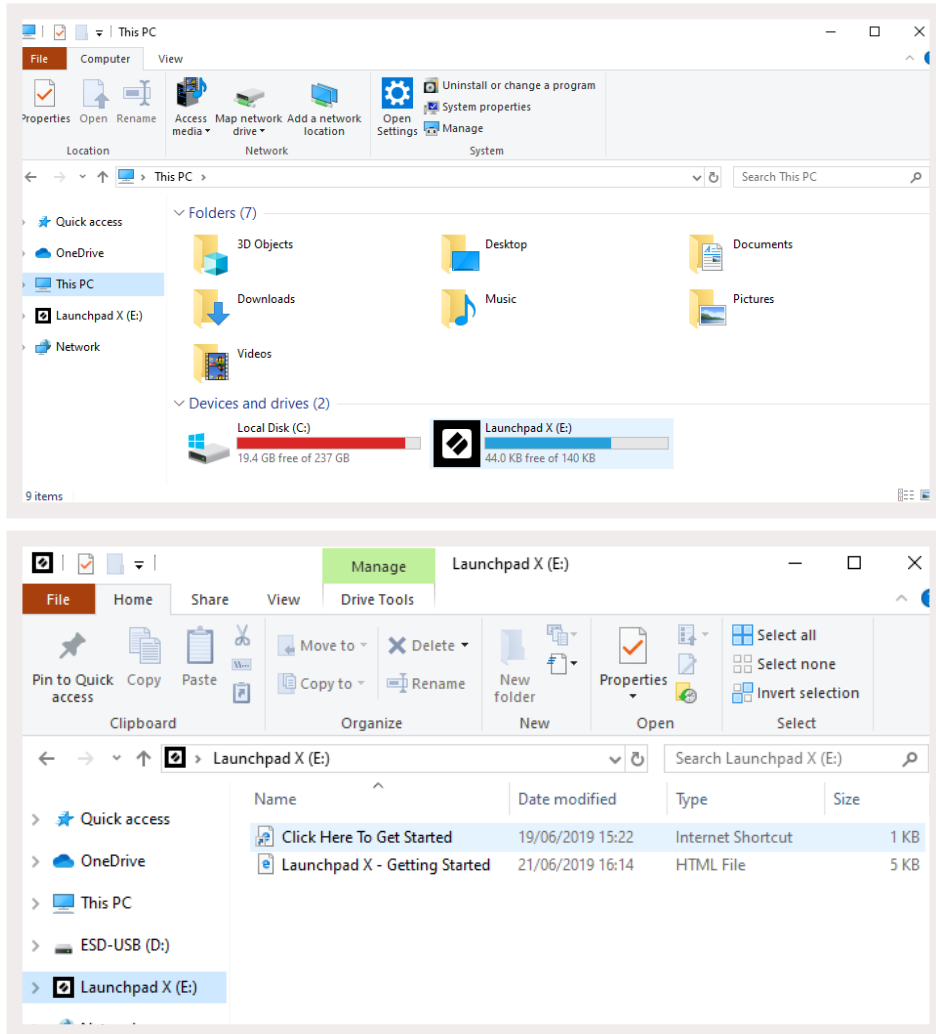 This PC
File Computer View
Properties Open Rename Access media Map network drive Add a network location Open Settings Uninstall or change a program
System properties
Manage
Location Network System
This PC Search This PC
Quick access
OneDrive
This PC
Launchpad X (E:)
Network
Folders (7)
3D Objects Desktop Documents
Downloads Music Pictures
Videos
Devices and drives (2)
Local Disk (C:) Launchpad X (E:)
19.4 GB free of 237 GB 44.0 KB free of 140 KB
9 items
Manage Launchpad X (E:)
File Home Share View Drive Tools
Pin to Quick access Copy Paste Move to Delete New folder Properties Select all
Copy to Rename Select none
Invert selection
Clipboard Organize New Open Select
Launchpad X (E:) Search Launchpad X (E:)
Name Date modified Type Size
Quick access
OneDrive
This PC
ESD-USB (D:)
Launchpad X (E:)
Click Here To Get Started 19/06/2019 15:22 Internet Shortcut 1 KB
Launchpad X - Getting Started 21/06/2019 16:14 HTML File 5 KB